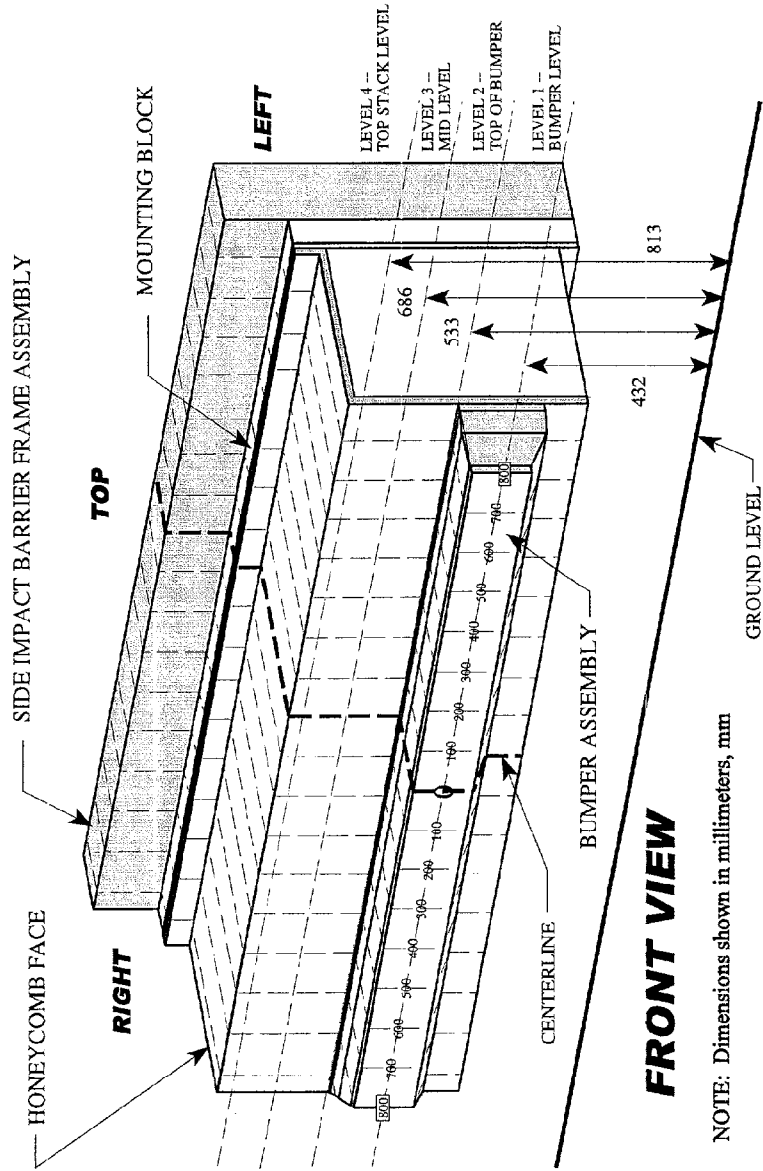 SIDE IMPACT BARRIER FRAME ASSEMBLY
HONEYCOMB FACE
TOP
MOUNTING BLOCK
RIGHT
LEFT
LEVEL 4 –
TOP STACK LEVEL
LEVEL 3 –
MID LEVEL
LEVEL 2 –
TOP OF BUMPER
LEVEL 1 –
BUMPER LEVEL
813
686
533
432
800 700 600 500 400 300 200 100 0 100 200 300 400 500 600 700 800
CENTERLINE
BUMPER ASSEMBLY
GROUND LEVEL
FRONT VIEW
NOTE: Dimensions shown in millimeters, mm